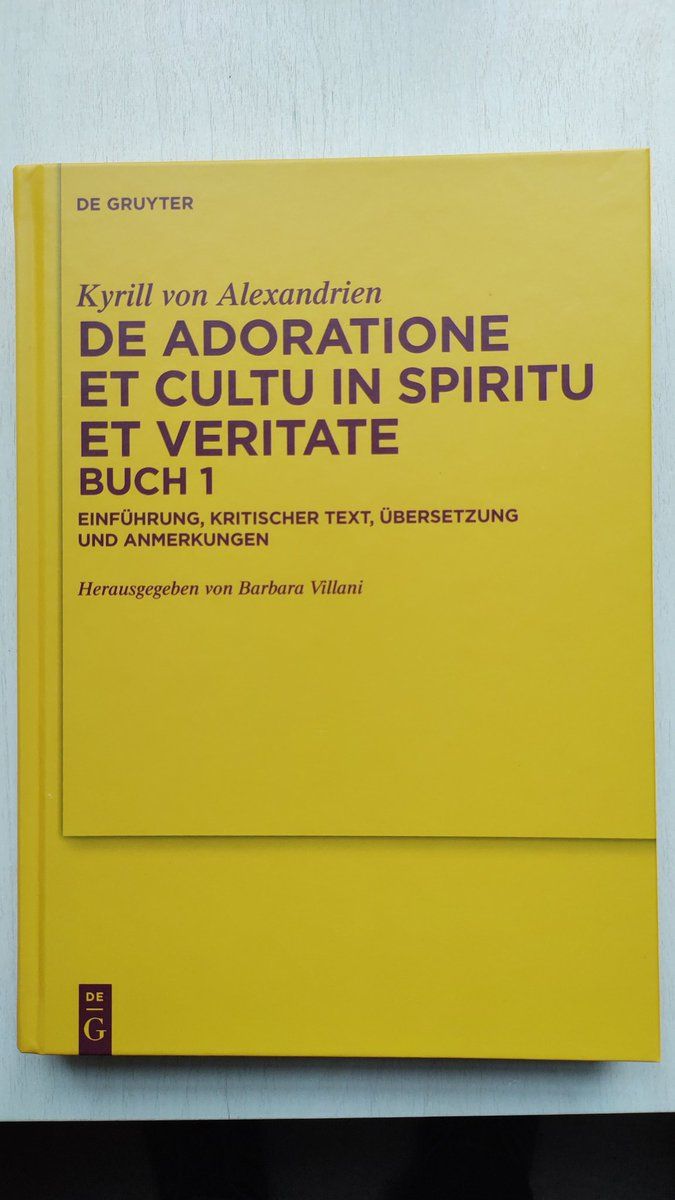 DE GRUYTER
Kyrill von Alexandrien
DE ADORATIONE
ET CULTU IN SPIRITU
ET VERITATE
BUCH 1
EINFÜHRUNG, KRITISCHER TEXT, ÜBERSETZUNG
UND ANMERKUNGEN
Herausgegeben von Barbara Villani
DE
G